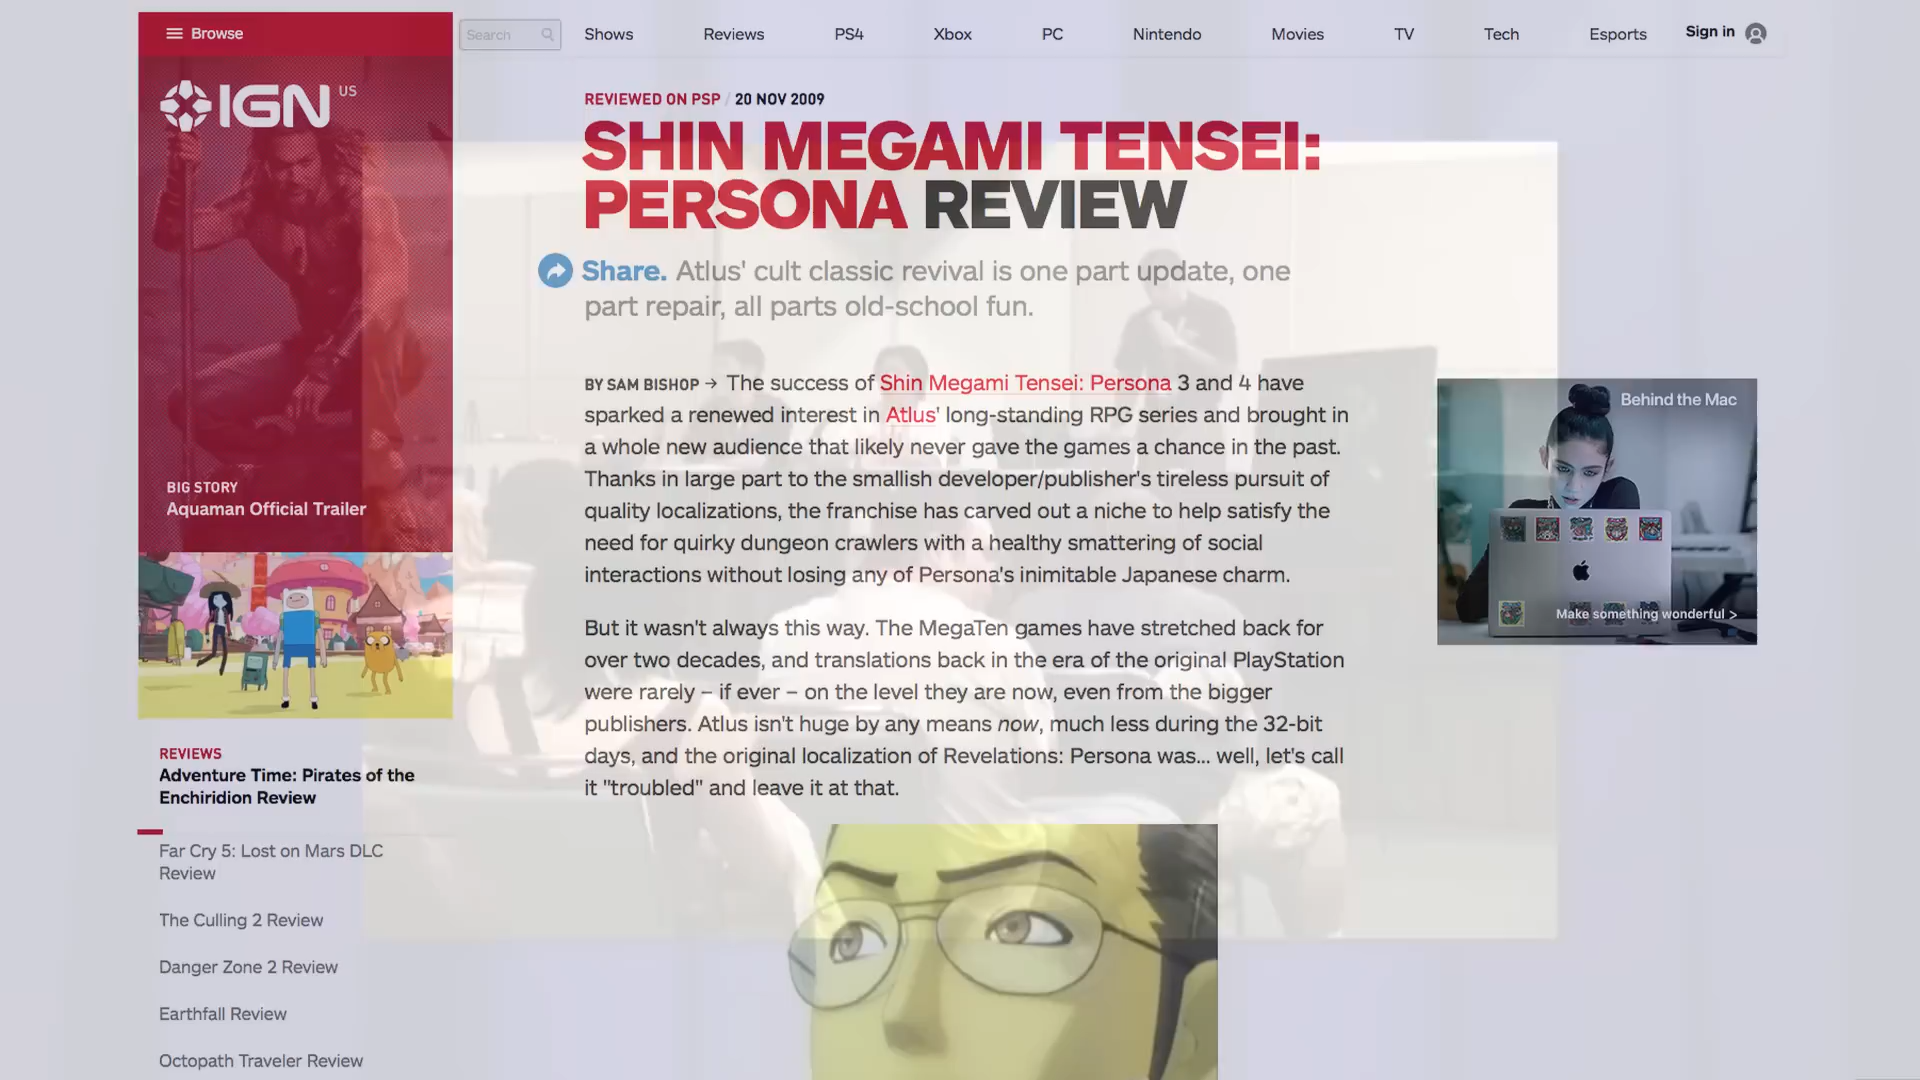 Browse
Search
Shows
Reviews
PS4
Xbox
PC
Nintendo
Movies
TV
Tech
Esports
Sign in
IGN US
BIG STORY
Aquaman Official Trailer
REVIEWS
Adventure Time: Pirates of the
Enchiridion Review
Far Cry 5: Lost on Mars DLC
Review
The Culling 2 Review
Danger Zone 2 Review
Earthfall Review
Octopath Traveler Review
REVIEWED ON PSP / 20 NOV 2009
SHIN MEGAMI TENSEI:
PERSONA REVIEW
Share. Atlus' cult classic revival is one part update, one
part repair, all parts old-school fun.
BY SAM BISHOP → The success of Shin Megami Tensei: Persona 3 and 4 have
sparked a renewed interest in Atlus' long-standing RPG series and brought in
a whole new audience that likely never gave the games a chance in the past.
Thanks in large part to the smallish developer/publisher's tireless pursuit of
quality localizations, the franchise has carved out a niche to help satisfy the
need for quirky dungeon crawlers with a healthy smattering of social
interactions without losing any of Persona's inimitable Japanese charm.
But it wasn't always this way. The MegaTen games have stretched back for
over two decades, and translations back in the era of the original PlayStation
were rarely – if ever – on the level they are now, even from the bigger
publishers. Atlus isn't huge by any means now, much less during the 32-bit
days, and the original localization of Revelations: Persona was... well, let's call
it "troubled" and leave it at that.
Behind the Mac
Make something wonderful >